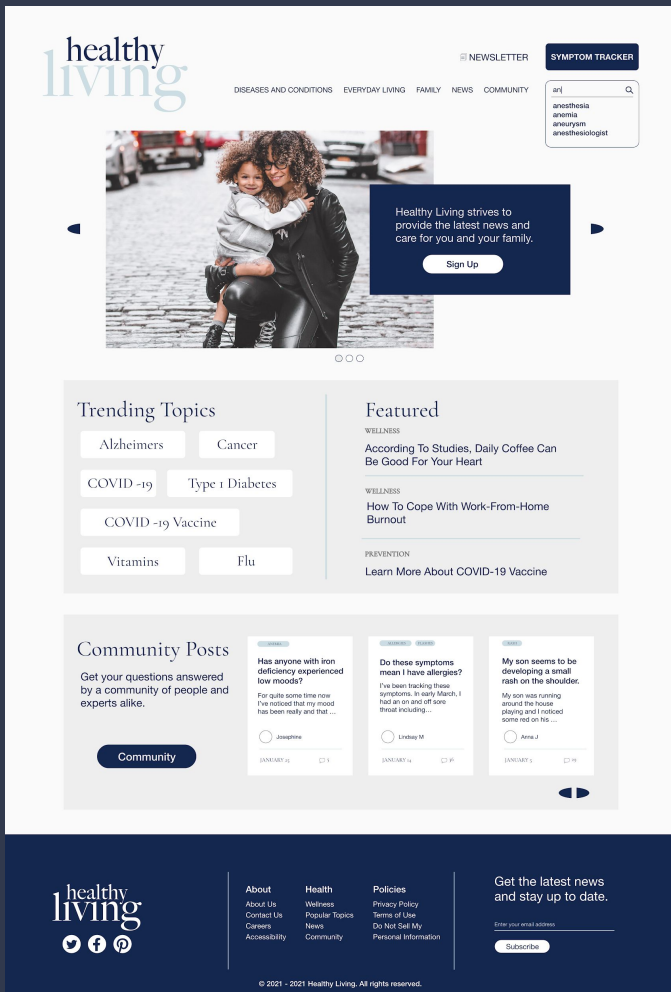 healthy
living
NEWSLETTER
SYMPTOM TRACKER
DISEASES AND CONDITIONS EVERYDAY LIVING FAMILY NEWS COMMUNITY
an
anesthesia
anemia
aneurysm
anesthesiologist
Healthy Living strives to
provide the latest news and
care for you and your family.
Sign Up
Trending Topics
Alzheimers Cancer
COVID -19 Type 1 Diabetes
COVID -19 Vaccine
Vitamins Flu
Featured
WELLNESS
According To Studies, Daily Coffee Can
Be Good For Your Heart
WELLNESS
How To Cope With Work-From-Home
Burnout
PREVENTION
Learn More About COVID-19 Vaccine
Community Posts
Get your questions answered
by a community of people and
experts alike.
Community
Has anyone with iron
deficiency experienced
low moods?
For quite some time now
I've noticed that my mood
has been really and that ...
Josephine
JANUARY
Do these symptoms
mean I have allergies?
I've been tracking these
symptoms. In early March, I
had an on and off sore
throat including...
Lindsay M
JANUARY
My son seems to be
developing a small
rash on the shoulder.
My son was running
around the house
playing and I noticed
some red on his ...
Anna J
JANUARY
healthy
living
About
About Us
Contact Us
Careers
Accessibility
Health
Wellness
Popular Topics
News
Community
Policies
Privacy Policy
Terms of Use
Do Not Sell My
Personal Information
Get the latest news
and stay up to date.
Enter your email address
Subscribe
© 2021 - 2021 Healthy Living. All rights reserved.